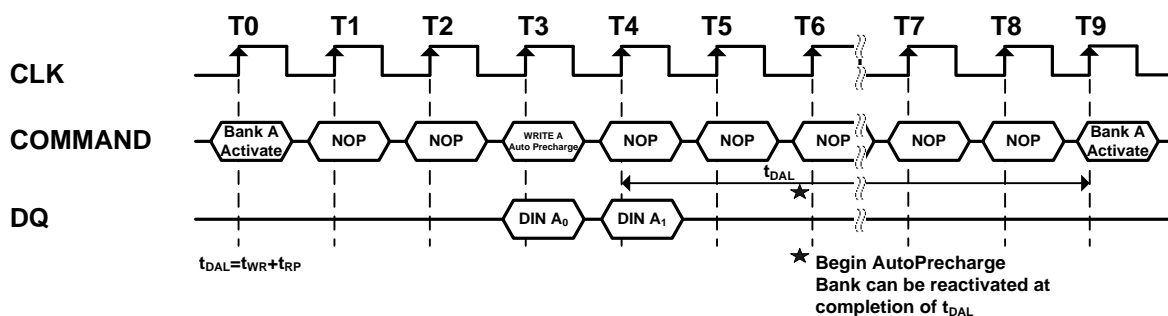 T0 T1 T2 T3 T4 T5 T6 T7 T8 T9
CLK
COMMAND
Bank A
Activate
NOP
NOP
WRITE A
Auto Precharge
NOP
NOP
NOP
NOP
NOP
Bank A
Activate
tDAL
DQ
DIN A0
DIN A1
tDAL=tWR+tRP
Begin AutoPrecharge
Bank can be reactivated at
completion of tDAL